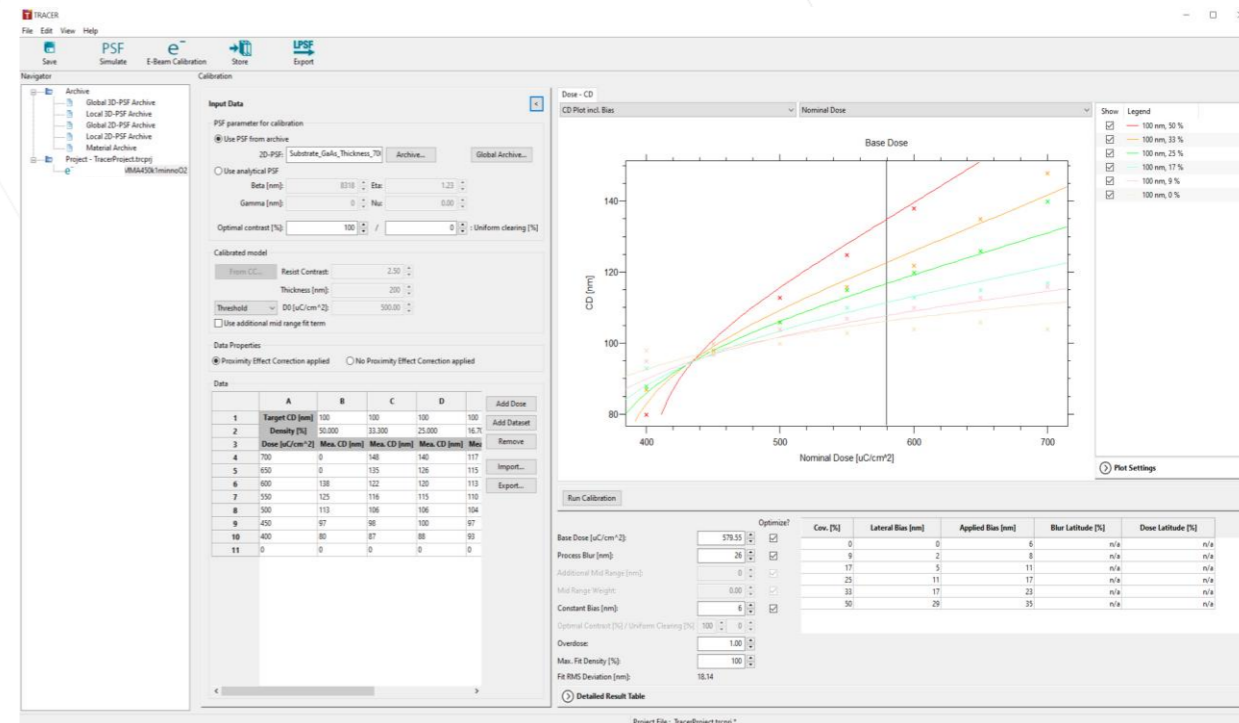 TRACER
File Edit View Help
PSF e⁻ LPSF
Save Simulate E-Beam Calibration Store Export
Navigator
Archive
Global 3D-PSF Archive
Local 3D-PSF Archive
Global 2D-PSF Archive
Local 2D-PSF Archive
Material Archive
Project - TracerProject.trcprj
e⁻
Calibration
Input Data <
PSF parameter for calibration
Use PSF from archive
2D-PSF: Substrate_GaAs_Thickness_70 Archive... Global Archive...
Use analytical PSF
Beta [nm]: 8318 Eta: 1.23
Gamma [nm]: 0 Nu: 0.00
Optimal contrast [%]: 100 / 0 : Uniform clearing [%]
Calibrated model
From CC... Resist Contrast: 2.50
Thickness [nm]: 200
Threshold D0 [uC/cm^2]: 500.00
Use additional mid range fit term
Data Properties
Proximity Effect Correction applied No Proximity Effect Correction applied
Data
A B C D
1 Target CD [nm] 100 100 100 100
2 Density [%] 50.000 33.300 25.000 16.70
3 Dose [uC/cm^2] Mea. CD [nm] Mea. CD [nm] Mea. CD [nm] Mea
4 700 0 148 140 117
5 650 0 135 126 115
6 600 138 122 120 113
7 550 125 116 115 110
8 500 113 106 106 104
9 450 97 98 100 97
10 400 80 87 88 93
11 0 0 0 0 0
Add Dose
Add Dataset
Remove
Import...
Export...
Dose - CD
CD Plot incl. Bias Nominal Dose
Base Dose
CD [nm]
140
120
100
80
400 500 600 700
Nominal Dose [uC/cm^2]
Show Legend
100 nm, 50 %
100 nm, 33 %
100 nm, 25 %
100 nm, 17 %
100 nm, 9 %
100 nm, 0 %
Plot Settings
Run Calibration
Optimize?
Base Dose [uC/cm^2]: 579.55
Process Blur [nm]: 26
Additional Mid Range [nm]: 0
Mid Range Weight: 0.00
Constant Bias [nm]: 6
Optimal Contrast [%] / Uniform Clearing [%] 100 0
Overdose: 1.00
Max. Fit Density [%]: 100
Fit RMS Deviation [nm]: 18.14
Cov. [%] Lateral Bias [nm] Applied Bias [nm] Blur Latitude [%] Dose Latitude [%]
0 0 6 n/a n/a
9 2 8 n/a n/a
17 5 11 n/a n/a
25 11 17 n/a n/a
33 17 23 n/a n/a
50 29 35 n/a n/a
Detailed Result Table
Project File : TracerProject.trcprj *